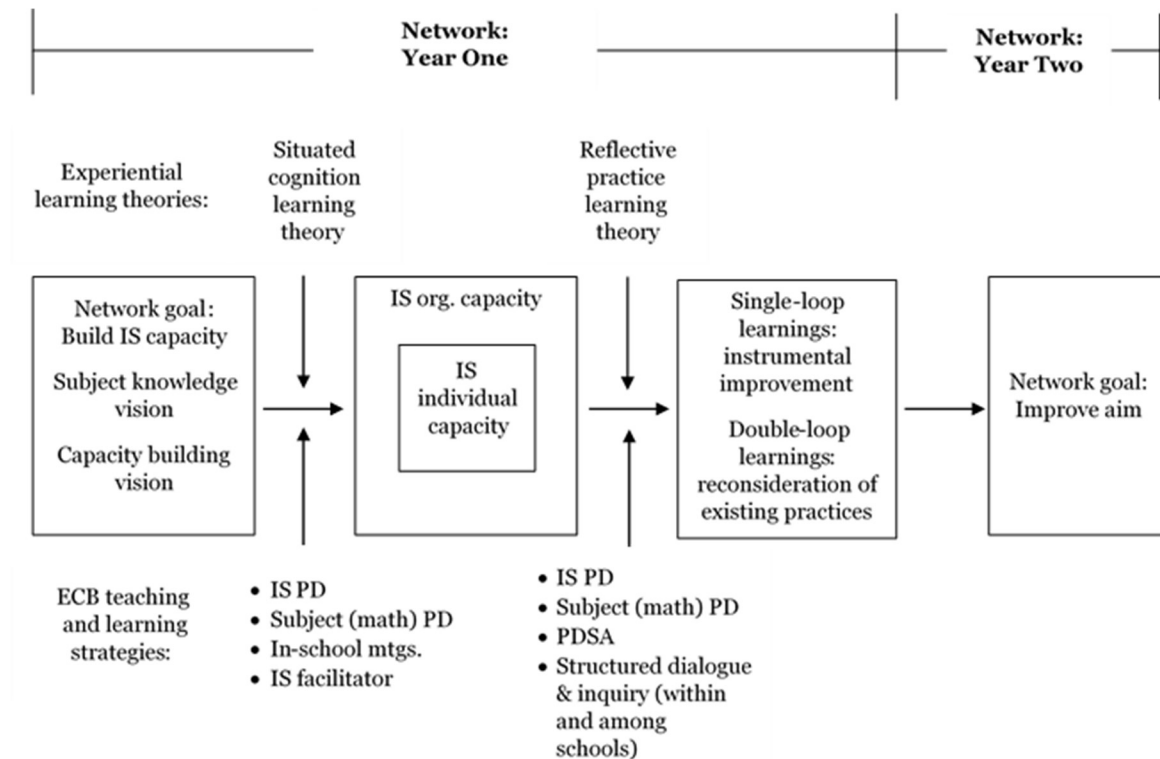 Network:
Year One
Network:
Year Two
Experiential
learning theories:
Situated
cognition
learning
theory
Reflective
practice
learning
theory
Network goal:
Build IS capacity
Subject knowledge
vision
Capacity building
vision
IS org. capacity
IS
individual
capacity
Single-loop
learnings:
instrumental
improvement
Double-loop
learnings:
reconsideration of
existing practices
Network goal:
Improve aim
ECB teaching
and learning
strategies:
• IS PD
• Subject (math) PD
• In-school mtgs.
• IS facilitator
• IS PD
• Subject (math) PD
• PDSA
• Structured dialogue
& inquiry (within
and among
schools)